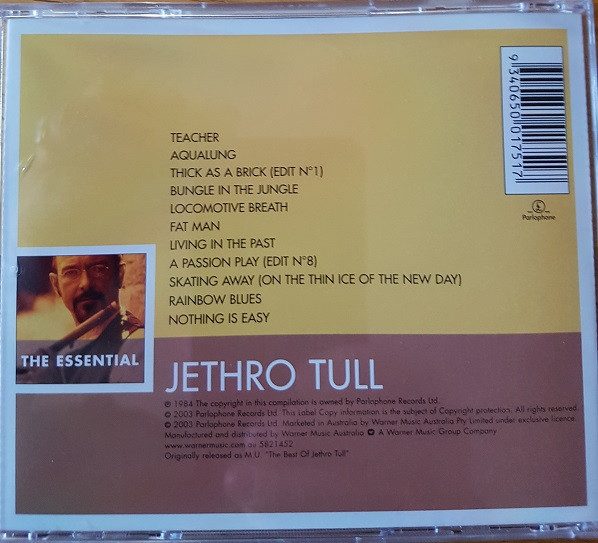 9 340650 017517
Parlophone
TEACHER
AQUALUNG
THICK AS A BRICK (EDIT N°1)
BUNGLE IN THE JUNGLE
LOCOMOTIVE BREATH
FAT MAN
LIVING IN THE PAST
A PASSION PLAY (EDIT N°8)
SKATING AWAY (ON THE THIN ICE OF THE NEW DAY)
RAINBOW BLUES
NOTHING IS EASY
THE ESSENTIAL
JETHRO TULL
℗ 1984 The copyright in this compilation is owned by Parlophone Records Ltd.
© 2003 Parlophone Records Ltd. This Label Copy information is the subject of Copyright protection. All rights reserved.
© 2003 Parlophone Records Ltd. Marketed in Australia by Warner Music Australia Pty Limited under exclusive licence.
Manufactured and distributed by Warner Music Australia A Warner Music Group Company
www.warnermusic.com.au 5821452
Originally released as M.U. "The Best Of Jethro Tull"